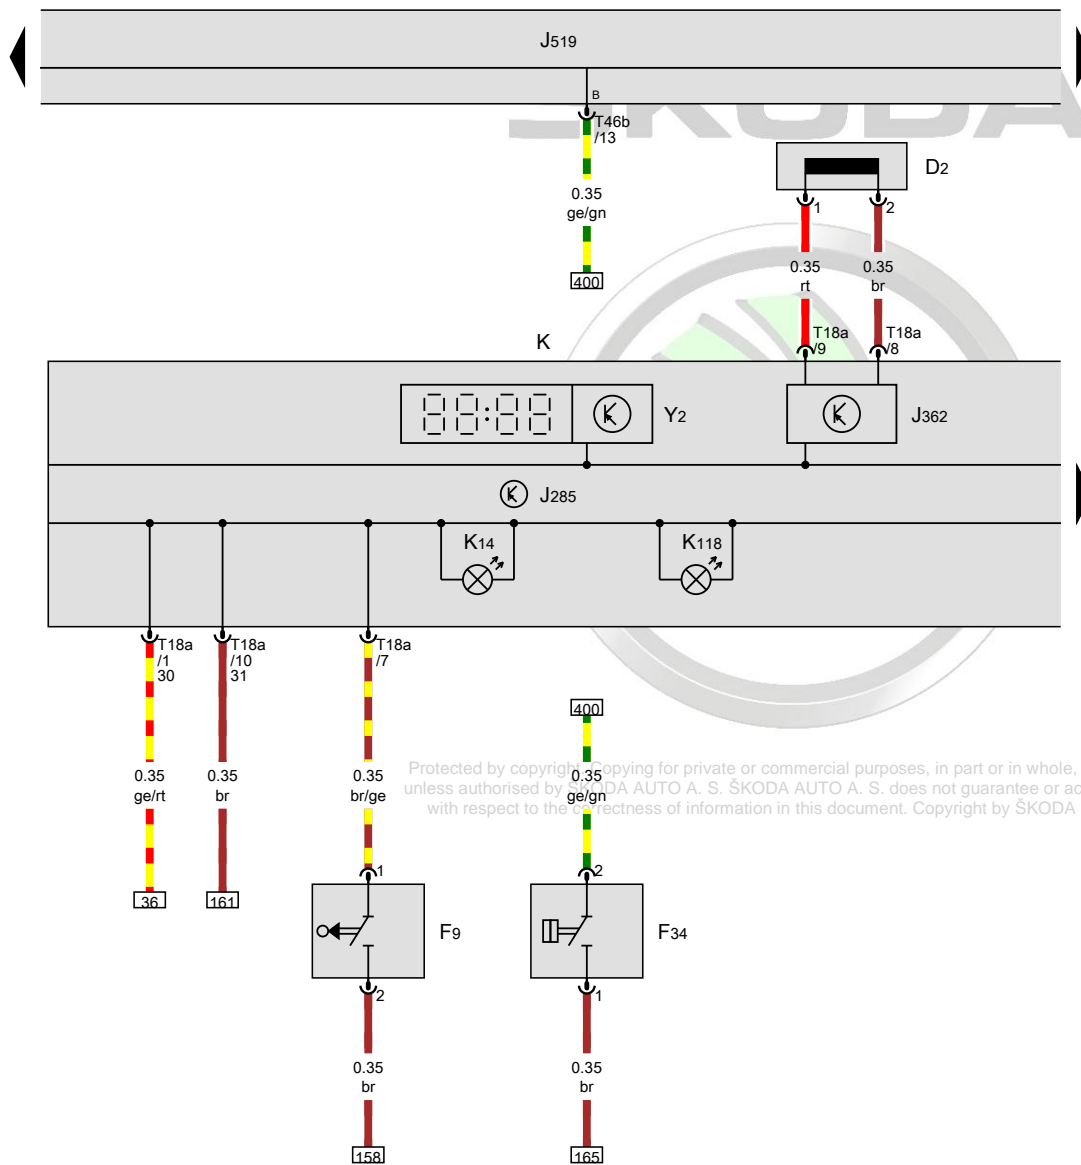 J519
B
T46b
/13
ŠKODA
D2
1
2
0.35
ge/gn
0.35
rt
0.35
br
400
T18a
/9
T18a
/8
K
88:88
Y2
J362
J285
K14
K118
T18a
/1
30
T18a
/10
31
T18a
/7
400
0.35
ge/rt
0.35
br
0.35
br/ge
0.35
ge/gn
Protected by copyright. Copying for private or commercial purposes, in part or in whole,
unless authorised by ŠKODA AUTO A. S. ŠKODA AUTO A. S. does not guarantee or ac
with respect to the correctness of information in this document. Copyright by ŠKODA
1
2
36
161
F9
F34
2
1
0.35
br
0.35
br
158
165